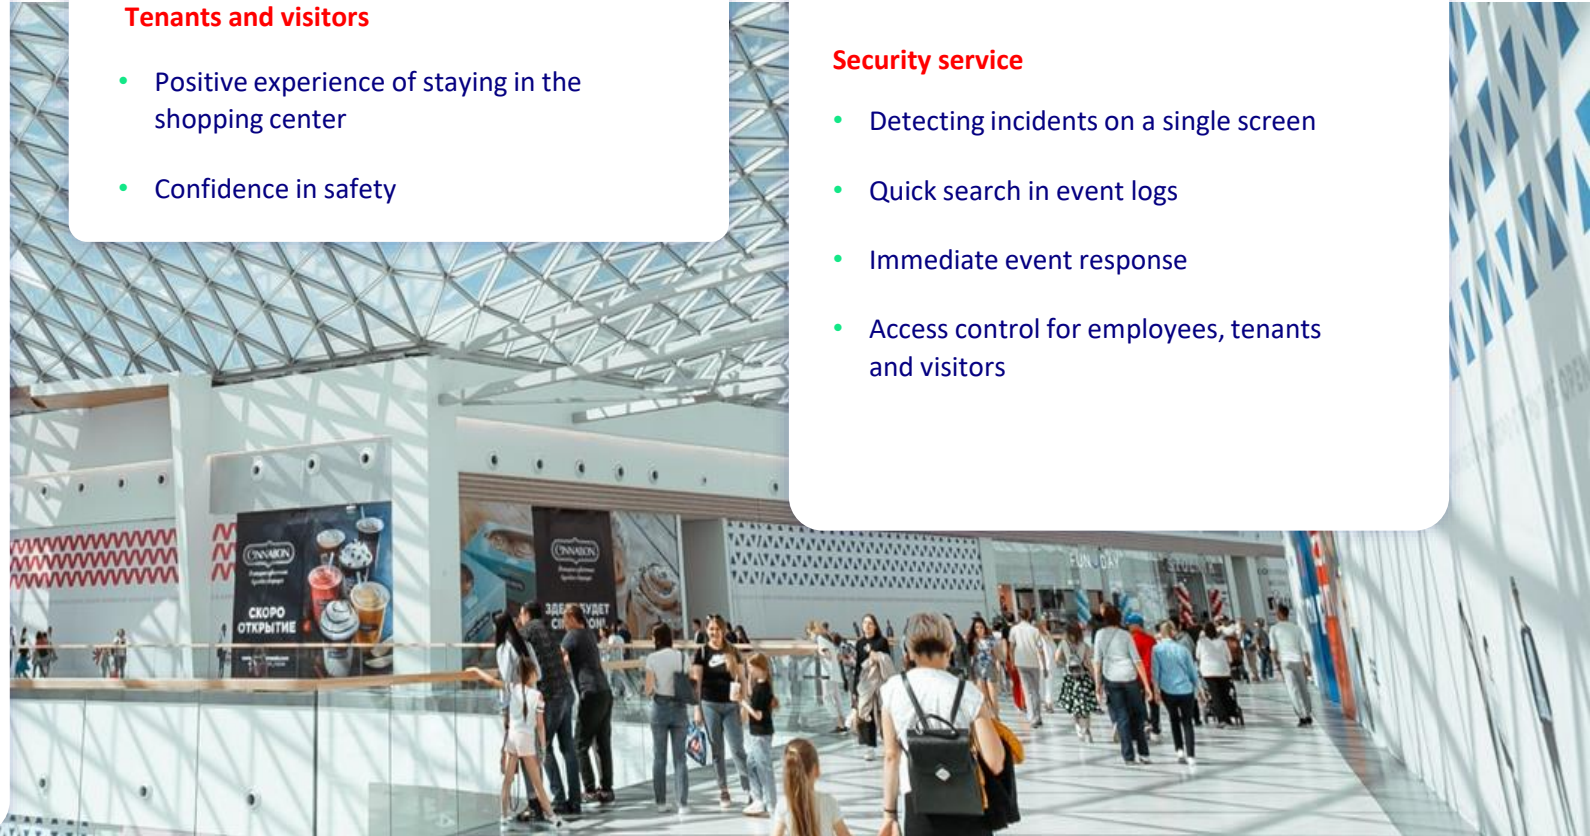 Tenants and visitors
• Positive experience of staying in the
shopping center
• Confidence in safety
Security service
• Detecting incidents on a single screen
• Quick search in event logs
• Immediate event response
• Access control for employees, tenants
and visitors
CINNABON
СКОРО
ОТКРЫТИЕ
CINNABON
FUN DAY